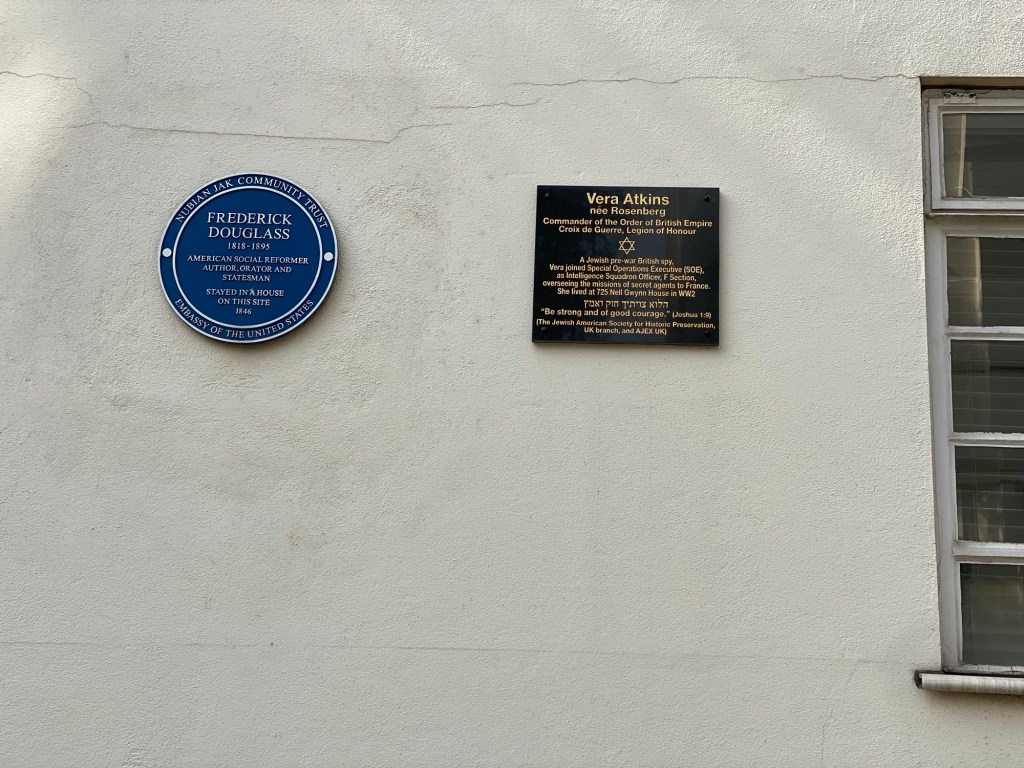 NUBIAN JAK COMMUNITY TRUST
FREDERICK
DOUGLASS
1818-1895
AMERICAN SOCIAL REFORMER
AUTHOR, ORATOR AND
STATESMAN
STAYED IN A HOUSE
ON THIS SITE
1846
EMBASSY OF THE UNITED STATES
Vera Atkins
née Rosenberg
Commander of the Order of British Empire
Croix de Guerre, Legion of Honour
A Jewish pre-war British spy,
Vera joined Special Operations Executive (SOE),
as Intelligence Squadron Officer, F Section,
overseeing the missions of secret agents to France.
She lived at 725 Nell Gwynn House in WW2
הלוא צויתיך חזק ואמץ
"Be strong and of good courage." (Joshua 1:9)
(The Jewish American Society for Historic Preservation,
UK branch, and AJEX UK)